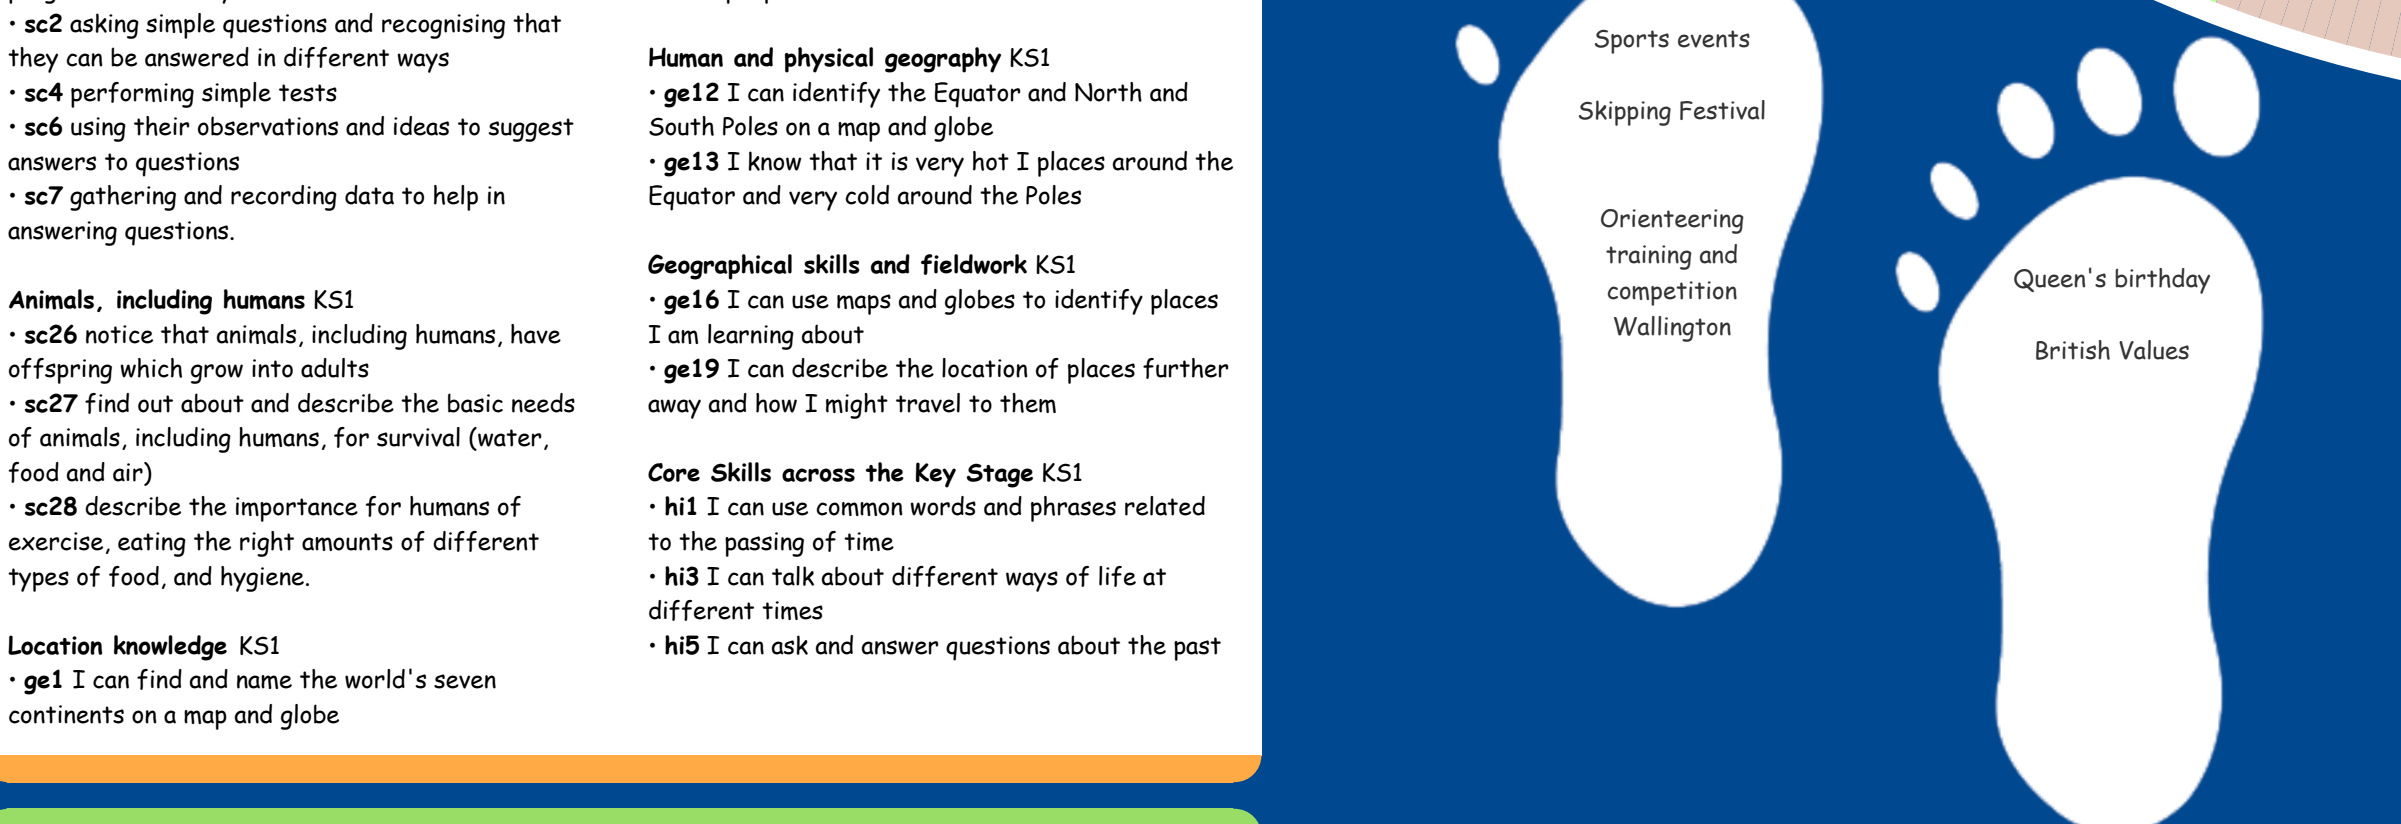 • sc2 asking simple questions and recognising that
they can be answered in different ways
• sc4 performing simple tests
• sc6 using their observations and ideas to suggest
answers to questions
• sc7 gathering and recording data to help in
answering questions.
Animals, including humans KS1
• sc26 notice that animals, including humans, have
offspring which grow into adults
• sc27 find out about and describe the basic needs
of animals, including humans, for survival (water,
food and air)
• sc28 describe the importance for humans of
exercise, eating the right amounts of different
types of food, and hygiene.
Location knowledge KS1
• ge1 I can find and name the world's seven
continents on a map and globe
Human and physical geography KS1
• ge12 I can identify the Equator and North and
South Poles on a map and globe
• ge13 I know that it is very hot I places around the
Equator and very cold around the Poles
Geographical skills and fieldwork KS1
• ge16 I can use maps and globes to identify places
I am learning about
• ge19 I can describe the location of places further
away and how I might travel to them
Core Skills across the Key Stage KS1
• hi1 I can use common words and phrases related
to the passing of time
• hi3 I can talk about different ways of life at
different times
• hi5 I can ask and answer questions about the past
Sports events
Skipping Festival
Orienteering
training and
competition
Wallington
Queen's birthday
British Values